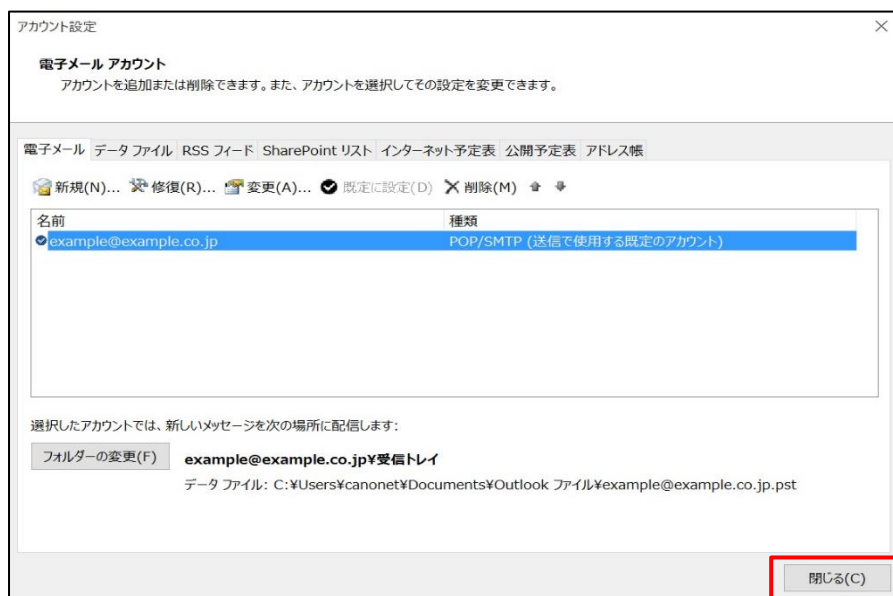 アカウント設定
電子メール アカウント
アカウントを追加または削除できます。また、アカウントを選択してその設定を変更できます。
電子メール データ ファイル RSS フィード SharePoint リスト インターネット予定表 公開予定表 アドレス帳
新規(N)... 修復(R)... 変更(A)... 既定に設定(D) 削除(M)
名前 種類
example@example.co.jp POP/SMTP (送信で使用する既定のアカウント)
選択したアカウントでは、新しいメッセージを次の場所に配信します:
フォルダーの変更(F) example@example.co.jp¥受信トレイ
データ ファイル: C:¥Users¥canonet¥Documents¥Outlook ファイル¥example@example.co.jp.pst
閉じる(C)